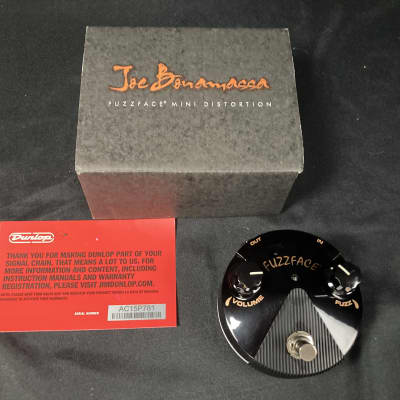 Joe Bonamassa
FUZZFACE® MINI DISTORTION
Dunlop
THANK YOU FOR MAKING DUNLOP PART OF YOUR
SIGNAL CHAIN. THAT MEANS A LOT TO US. FOR
MORE INFORMATION AND CONTENT, INCLUDING
INSTRUCTION MANUALS AND WARRANTY
REGISTRATION, PLEASE VISIT JIMDUNLOP.COM.
SERIAL NUMBER
AC15P781
OUT IN
FUZZFACE
VOLUME FUZZ